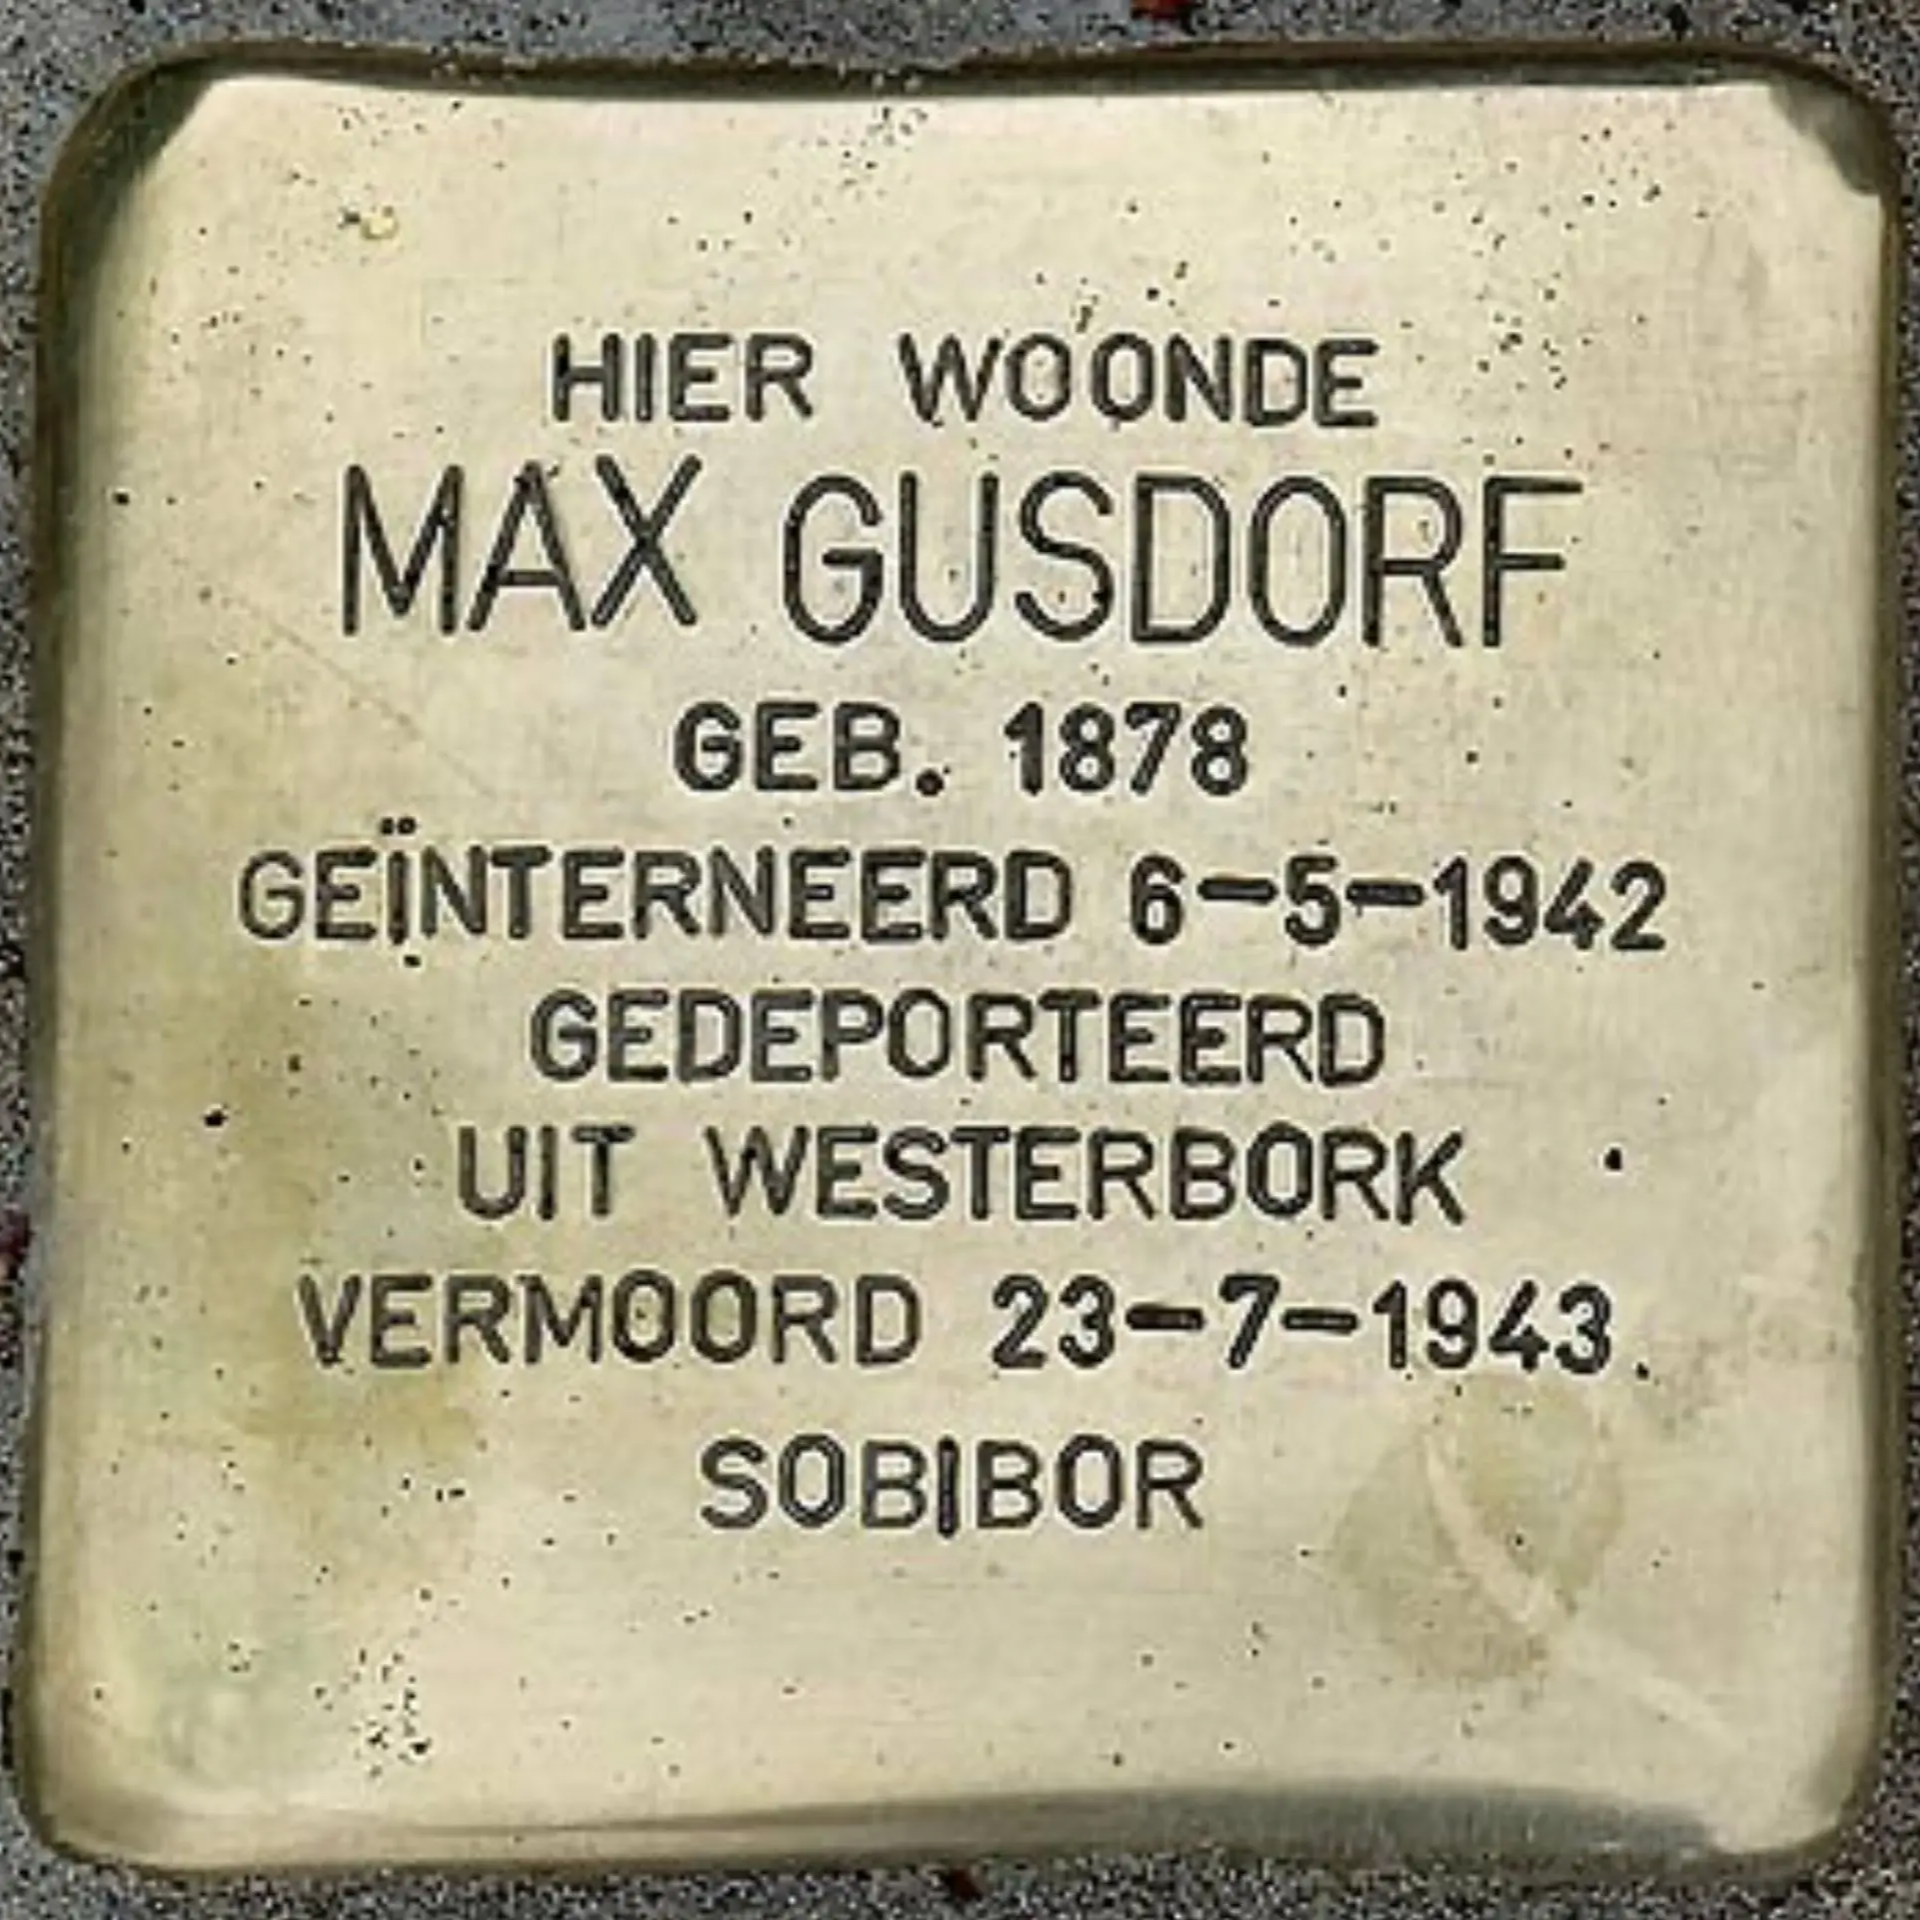 HIER WOONDE
MAX GUSDORF
GEB. 1878
GEÏNTERNEERD 6-5-1942
GEDEPORTEERD
UIT WESTERBORK
VERMOORD 23-7-1943
SOBIBOR